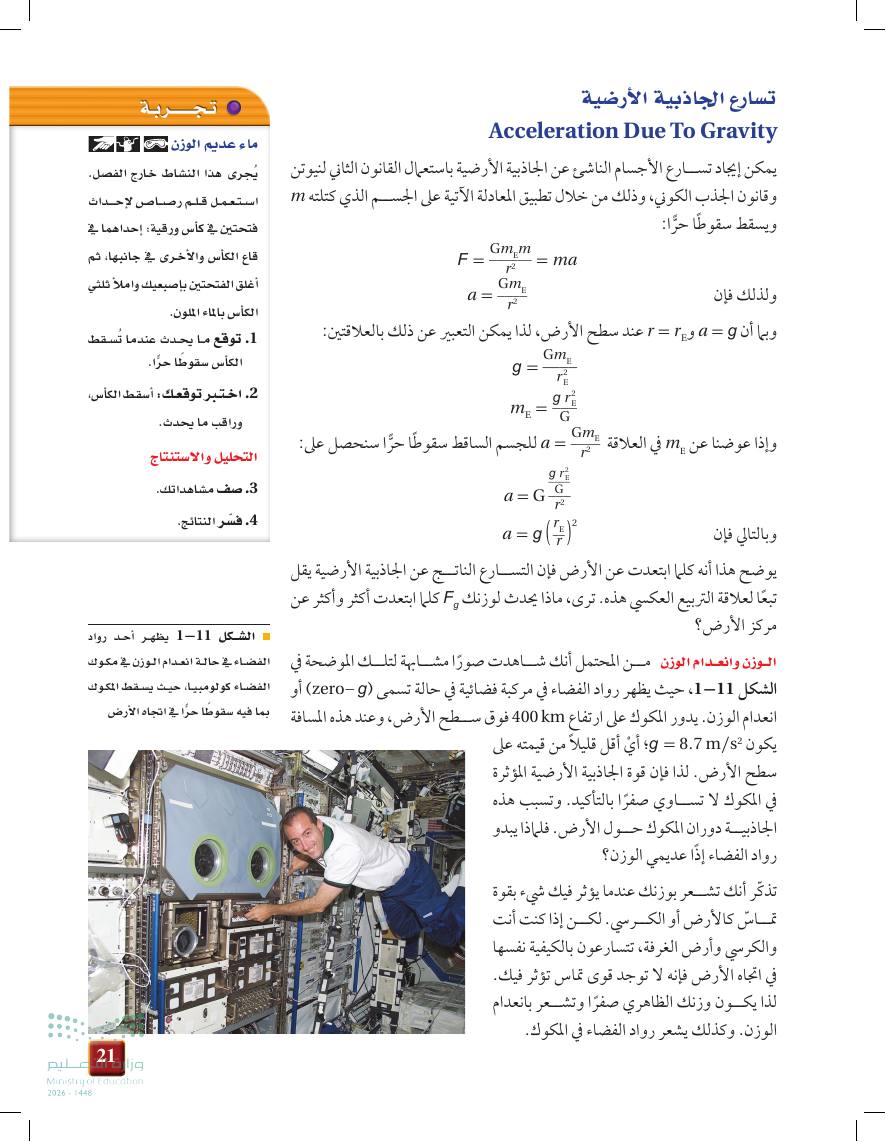 تسارع الجاذبية الأرضية
Acceleration Due To Gravity
يمكن إيجاد تسارع الأجسام الناشئ عن الجاذبية الأرضية باستعمال القانون الثاني لنيوتن
وقانون الجذب الكوني، وذلك من خلال تطبيق المعادلة الآتية على الجسم الذي كتلته m
ويسقط سقوطًا حرًّا:
F = Gm_E m / r² = ma
ولذلك فإن a = Gm_E / r²
وبما أن a = g و r = r_E عند سطح الأرض، لذا يمكن التعبير عن ذلك بالعلاقتين:
g = Gm_E / r_E²
m_E = g r_E² / G
وإذا عوضنا عن m_E في العلاقة a = Gm_E / r² للجسم الساقط سقوطًا حرًّا سنحصل على:
a = G (g r_E² / G) / r²
وبالتالي فإن a = g (r_E / r)²
يوضح هذا أنه كلما ابتعدت عن الأرض فإن التسارع الناتج عن الجاذبية الأرضية يقل
تبعًا لعلاقة التربيع العكسي هذه. ترى، ماذا يحدث لوزنك F_g كلما ابتعدت أكثر وأكثر عن
مركز الأرض؟
الوزن وانعدام الوزن من المحتمل أنك شاهدت صورًا مشابهة لتلك الموضحة في
الشكل 11–1، حيث يظهر رواد الفضاء في مركبة فضائية في حالة تسمى (zero–g) أو
انعدام الوزن. يدور المكوك على ارتفاع 400 km فوق سطح الأرض، وعند هذه المسافة
يكون g = 8.7 m/s²؛ أيْ أقل قليلاً من قيمته على
سطح الأرض. لذا فإن قوة الجاذبية الأرضية المؤثرة
في المكوك لا تساوي صفرًا بالتأكيد. وتسبب هذه
الجاذبية دوران المكوك حول الأرض. فلماذا يبدو
رواد الفضاء إذًا عديمي الوزن؟
تذكّر أنك تشعر بوزنك عندما يؤثر فيك شيء بقوة
تماسّ كالأرض أو الكرسي. لكن إذا كنت أنت
والكرسي وأرض الغرفة، تتسارعون بالكيفية نفسها
في اتجاه الأرض فإنه لا توجد قوى تماس تؤثر فيك.
لذا يكون وزنك الظاهري صفرًا وتشعر بانعدام
الوزن. وكذلك يشعر رواد الفضاء في المكوك.
تجربة
ماء عديم الوزن
يُجرى هذا النشاط خارج الفصل.
استعمل قلم رصاص لإحداث
فتحتين في كأس ورقية؛ إحداهما في
قاع الكأس والأخرى في جانبها، ثم
أغلق الفتحتين بإصبعيك واملأ ثلثي
الكأس بالماء الملون.
1. توقع ما يحدث عندما تُسقط
الكأس سقوطًا حرًّا.
2. اختبر توقعك؛ أسقط الكأس،
وراقب ما يحدث.
التحليل والاستنتاج
3. صف مشاهداتك.
4. فسّر النتائج.
الشكل 11–1 يظهر أحد رواد
الفضاء في حالة انعدام الوزن في مكوك
الفضاء كولومبيا، حيث يسقط المكوك
بما فيه سقوطًا حرًّا في اتجاه الأرض
21
وزارة التعليم
Ministry of Education
2026 - 1448